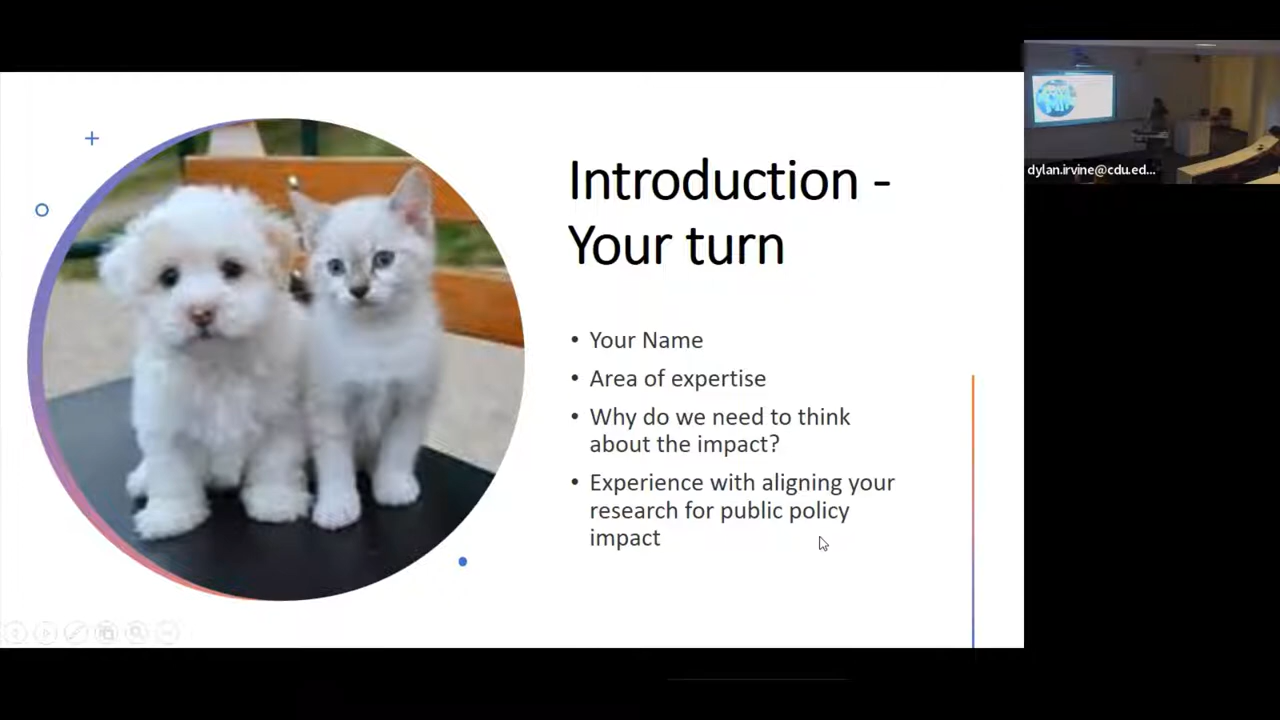 Introduction -
Your turn
• Your Name
• Area of expertise
• Why do we need to think
about the impact?
• Experience with aligning your
research for public policy
impact
dylan.irvine@cdu.ed...